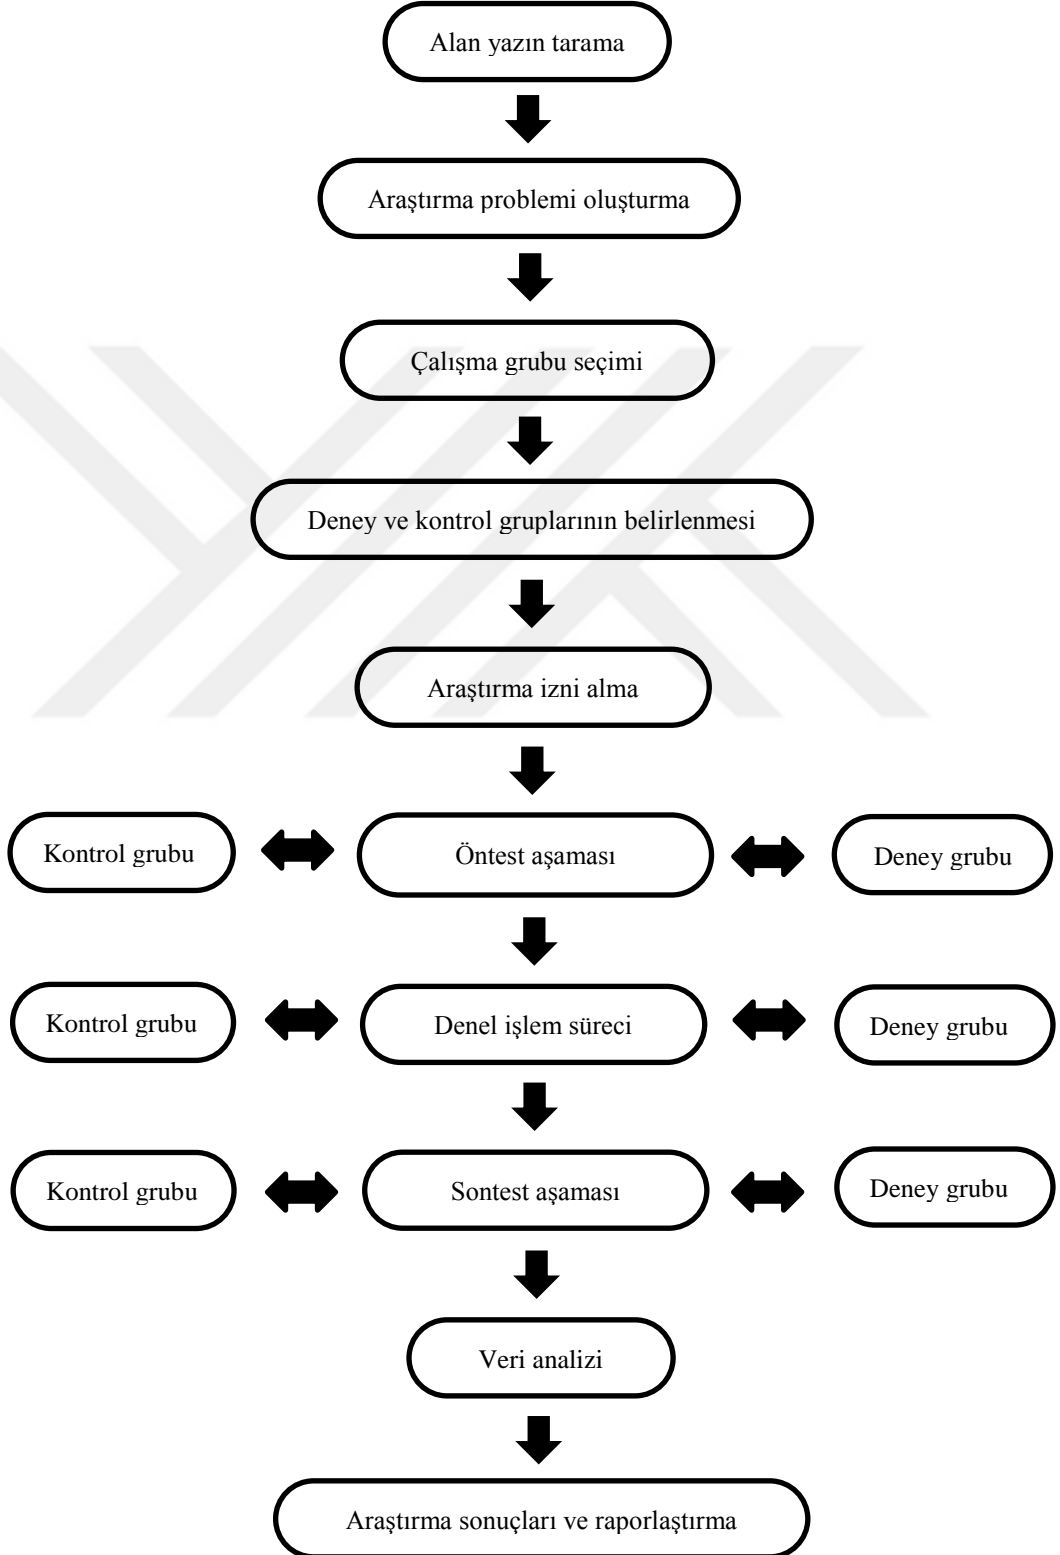 Alan yazın tarama
Araştırma problemi oluşturma
Çalışma grubu seçimi
Deney ve kontrol gruplarının belirlenmesi
Araştırma izni alma
Kontrol grubu
Öntest aşaması
Deney grubu
Kontrol grubu
Denel işlem süreci
Deney grubu
Kontrol grubu
Sontest aşaması
Deney grubu
Veri analizi
Araştırma sonuçları ve raporlaştırma